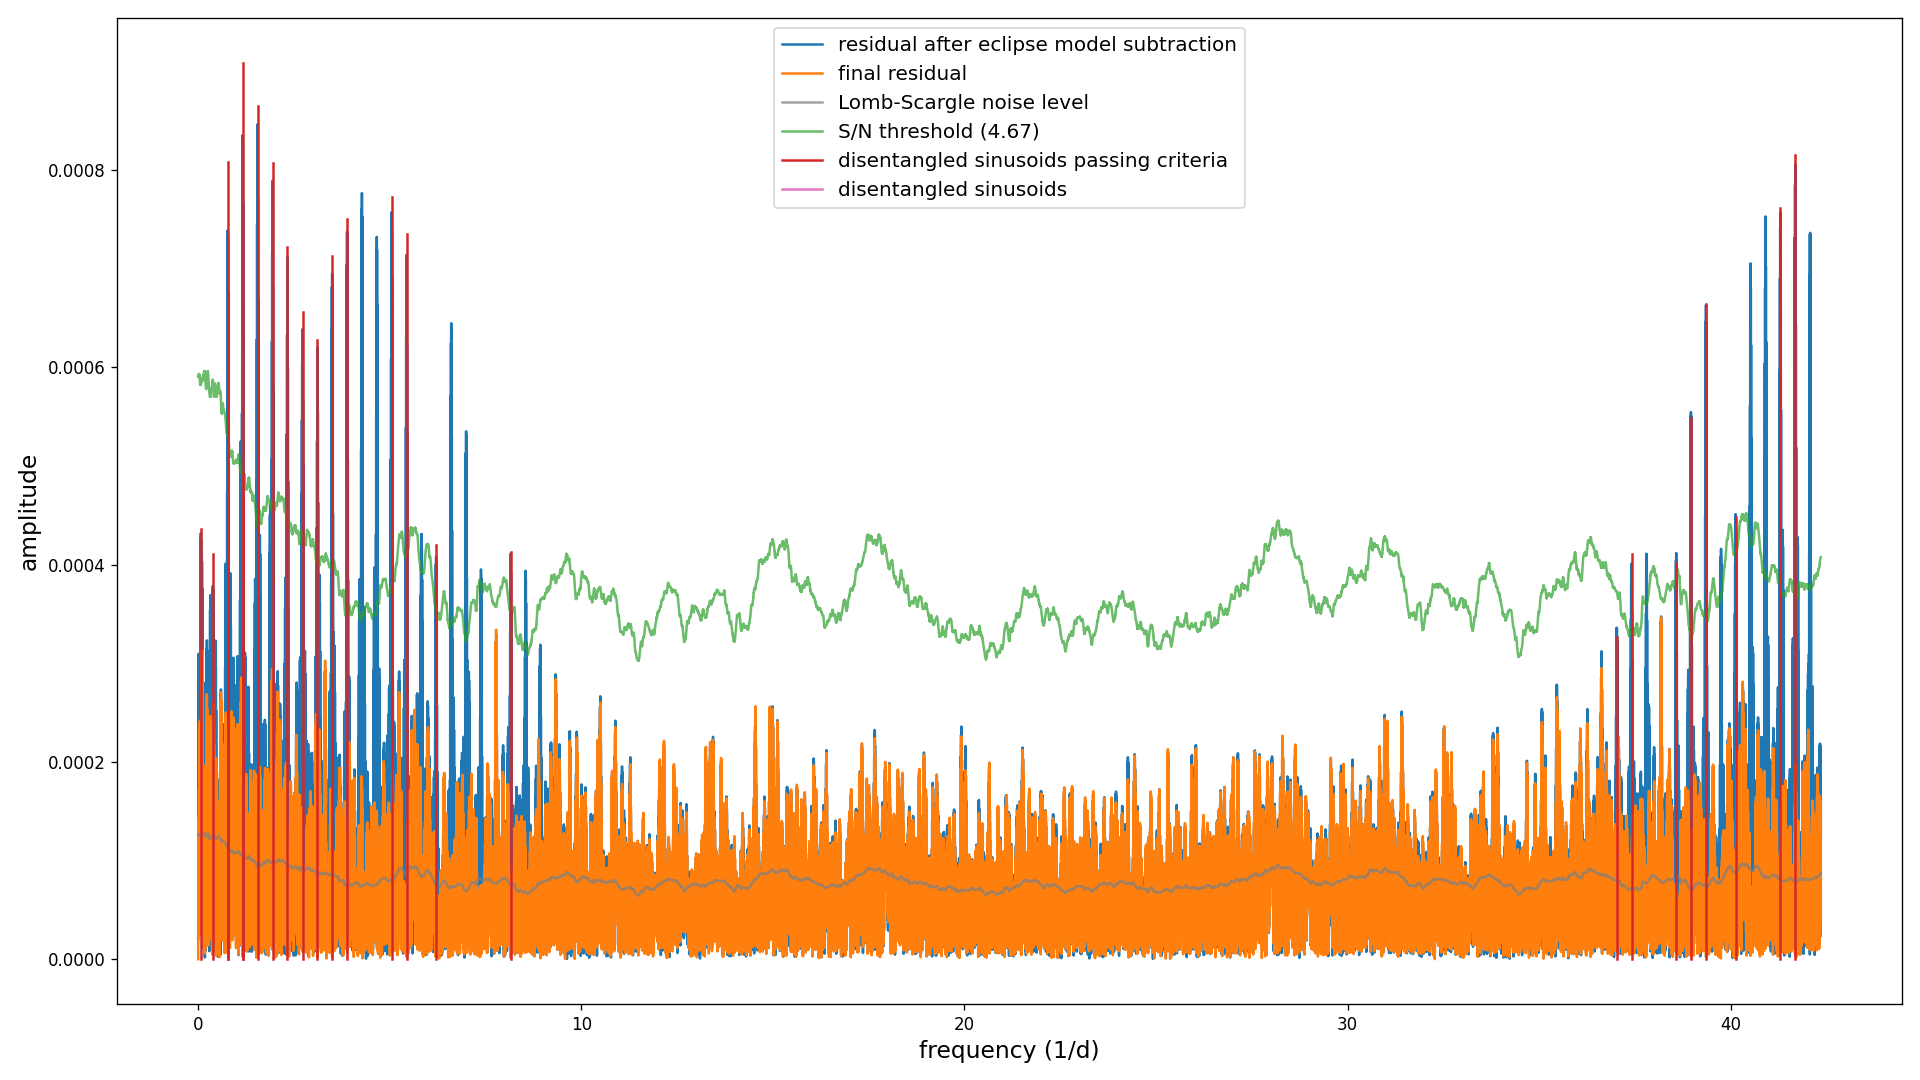 residual after eclipse model subtraction
final residual
Lomb-Scargle noise level
S/N threshold (4.67)
disentangled sinusoids passing criteria
disentangled sinusoids
amplitude
0.0008
0.0006
0.0004
0.0002
0.0000
0
10
20
30
40
frequency (1/d)